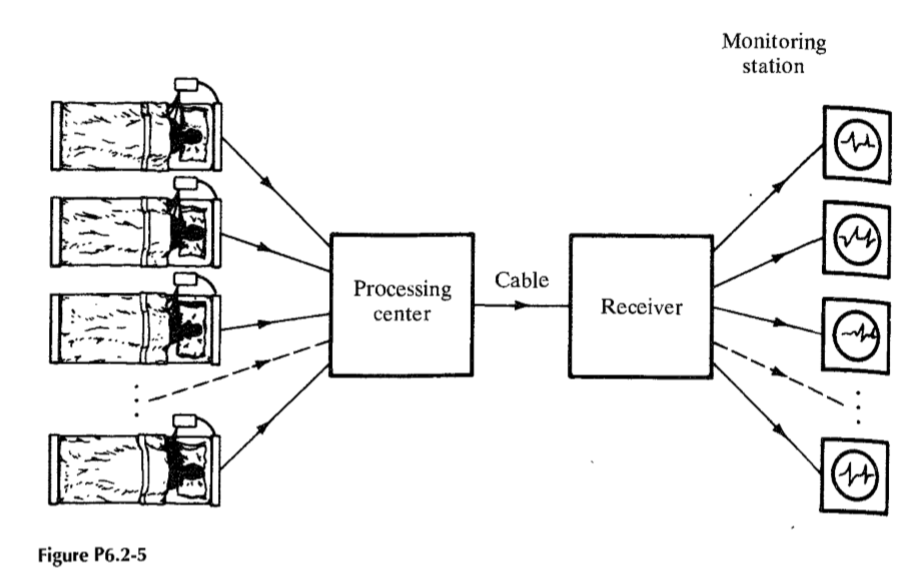 Monitoring
station
Processing
center
Cable
Receiver
Figure P6.2-5